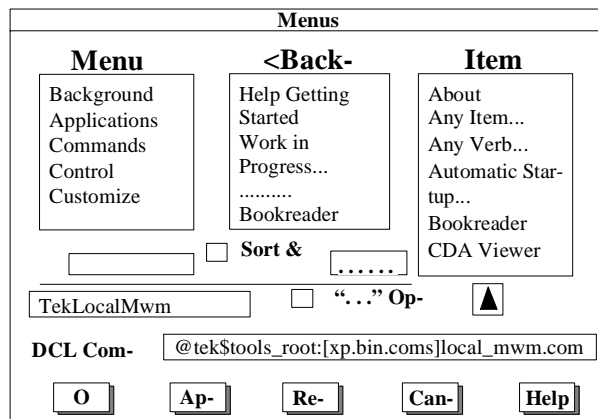 Menus
Menu
Background
Applications
Commands
Control
Customize
<Back-
Help Getting
Started
Work in
Progress...
..........
Bookreader
Item
About
Any Item...
Any Verb...
Automatic Star-
tup...
Bookreader
CDA Viewer
Sort &
......
TekLocalMwm
“. . .” Op-
DCL Com-
@tek$tools_root:[xp.bin.coms]local_mwm.com
O
Ap-
Re-
Can-
Help